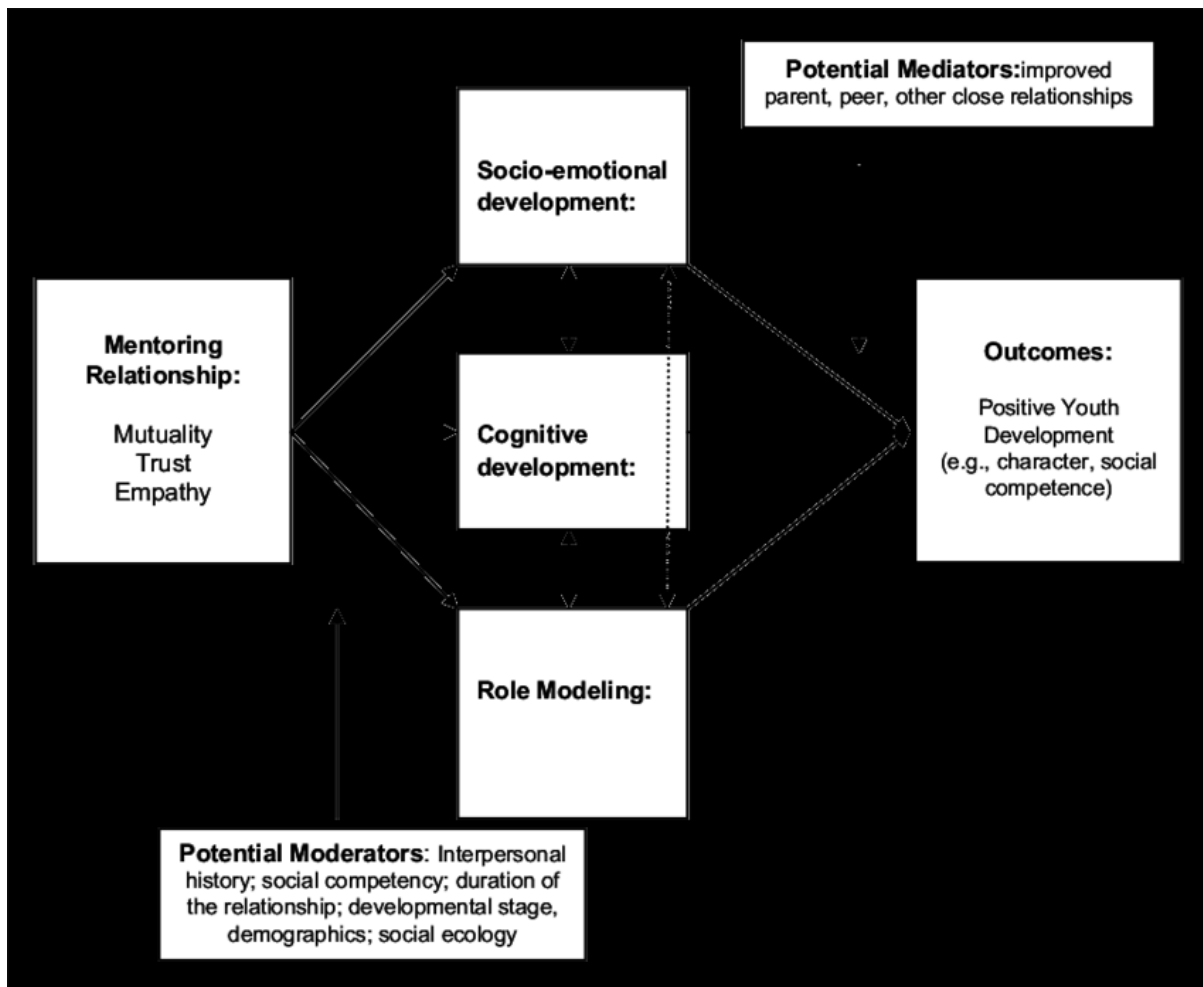 Potential Mediators:improved
parent, peer, other close relationships
Socio-emotional
development:
Mentoring
Relationship:
Mutuality
Trust
Empathy
Cognitive
development:
Outcomes:
Positive Youth
Development
(e.g., character, social
competence)
Role Modeling:
Potential Moderators: Interpersonal
history; social competency; duration of
the relationship; developmental stage,
demographics; social ecology